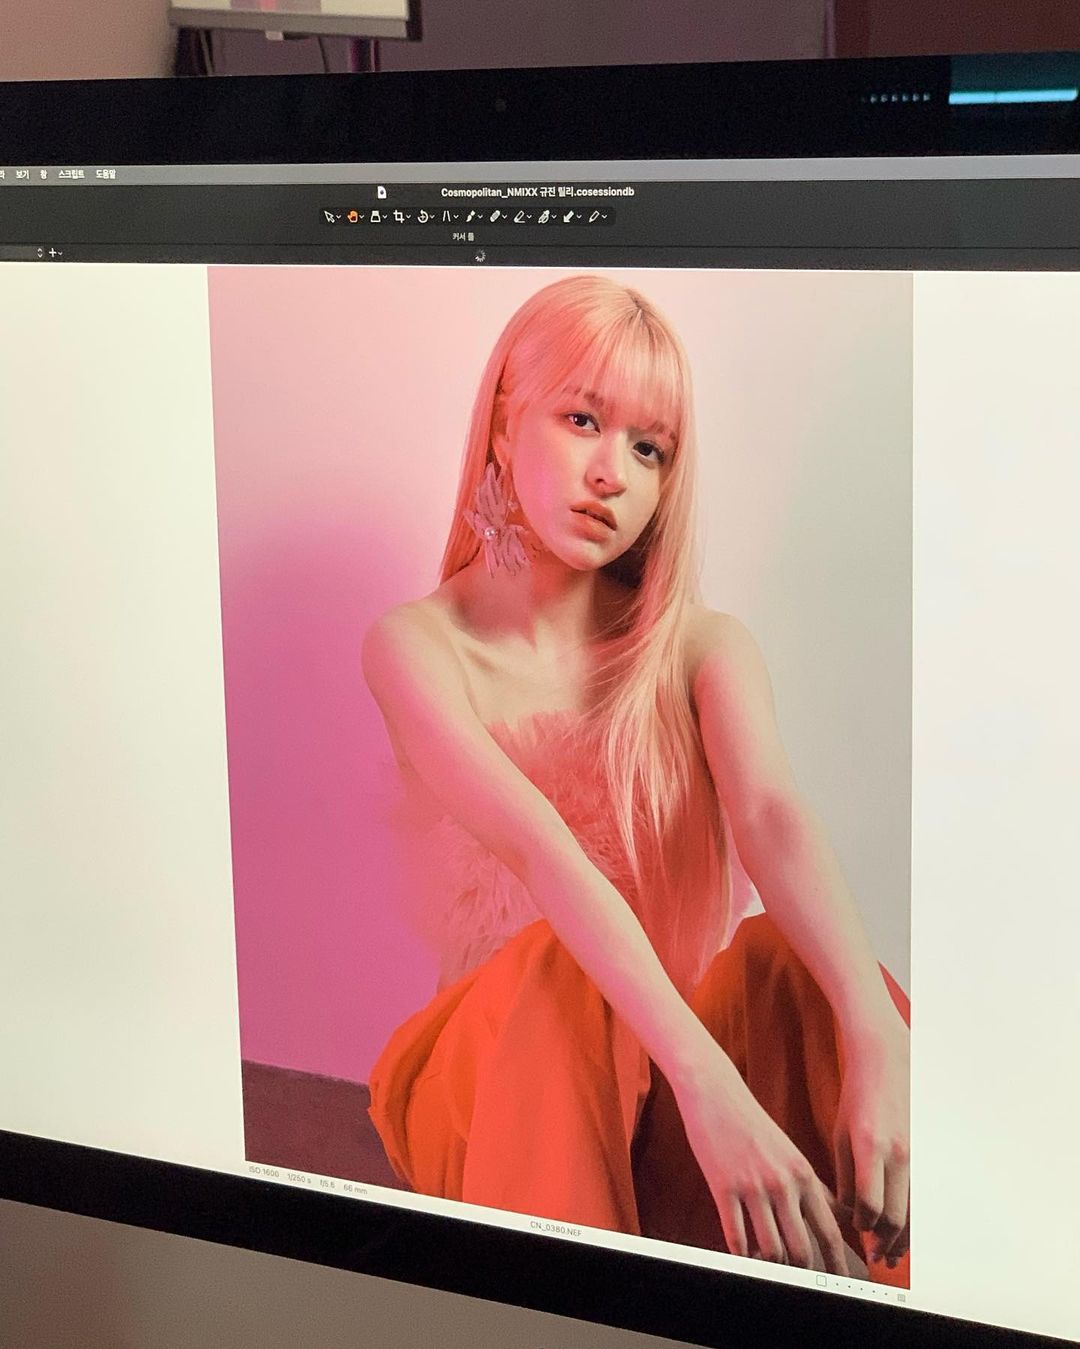 보기 창 스크립트 도움말
Cosmopolitan_NMIXX 규진 릴리.cosessiondb
커서 툴
ISO 1600 1/250 s f/5.6 66 mm
CN_0380.NEF